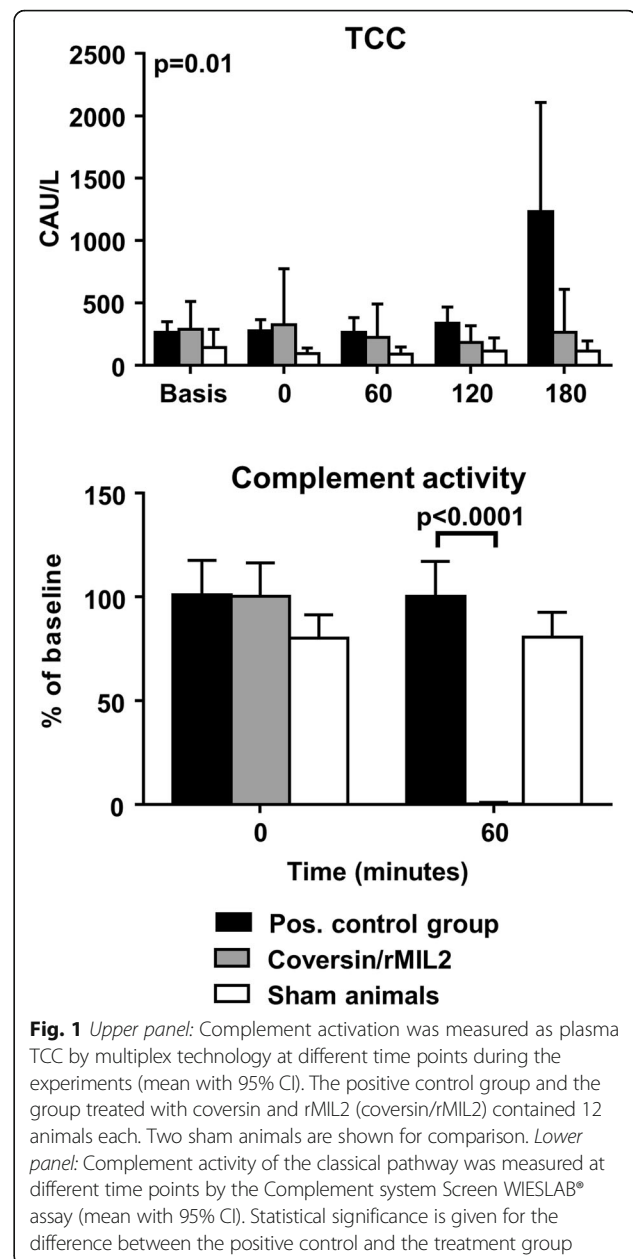 TCC
p=0.01
2500
2000
1500
1000
500
0
CAU/L
Basis 0 60 120 180
Complement activity
p<0.0001
150
100
50
0
% of baseline
0 60
Time (minutes)
Pos. control group
Coversin/rMIL2
Sham animals
Fig. 1 Upper panel: Complement activation was measured as plasma
TCC by multiplex technology at different time points during the
experiments (mean with 95% CI). The positive control group and the
group treated with coversin and rMIL2 (coversin/rMIL2) contained 12
animals each. Two sham animals are shown for comparison. Lower
panel: Complement activity of the classical pathway was measured at
different time points by the Complement system Screen WIESLAB®
assay (mean with 95% CI). Statistical significance is given for the
difference between the positive control and the treatment group